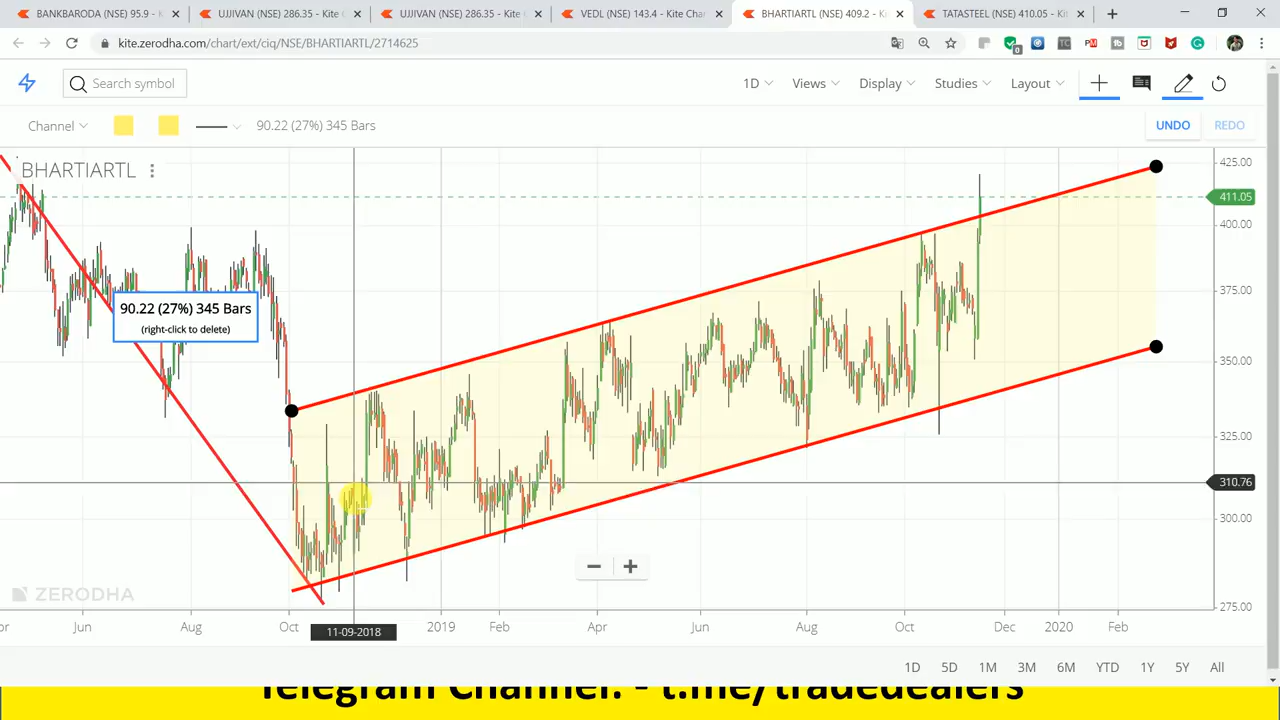 BANKBARODA (NSE) 95.9 - Kite
UJJIVAN (NSE) 286.35 - Kite
UJJIVAN (NSE) 286.35 - Kite
VEDL (NSE) 143.4 - Kite Cha
BHARTIARTL (NSE) 409.2 - Ki
TATASTEEL (NSE) 410.05 - Kite
kite.zerodha.com/chart/ext/ciq/NSE/BHARTIARTL/2714625
Search symbol
1D
Views
Display
Studies
Layout
Channel
90.22 (27%) 345 Bars
UNDO
REDO
BHARTIARTL
425.00
411.05
400.00
375.00
350.00
325.00
310.76
300.00
275.00
90.22 (27%) 345 Bars
(right-click to delete)
ZERODHA
Jun
Aug
Oct
11-09-2018
2019
Feb
Apr
Jun
Aug
Oct
Dec
2020
Feb
1D 5D 1M 3M 6M YTD 1Y 5Y All
Telegram Channel: - t.me/tradedealers